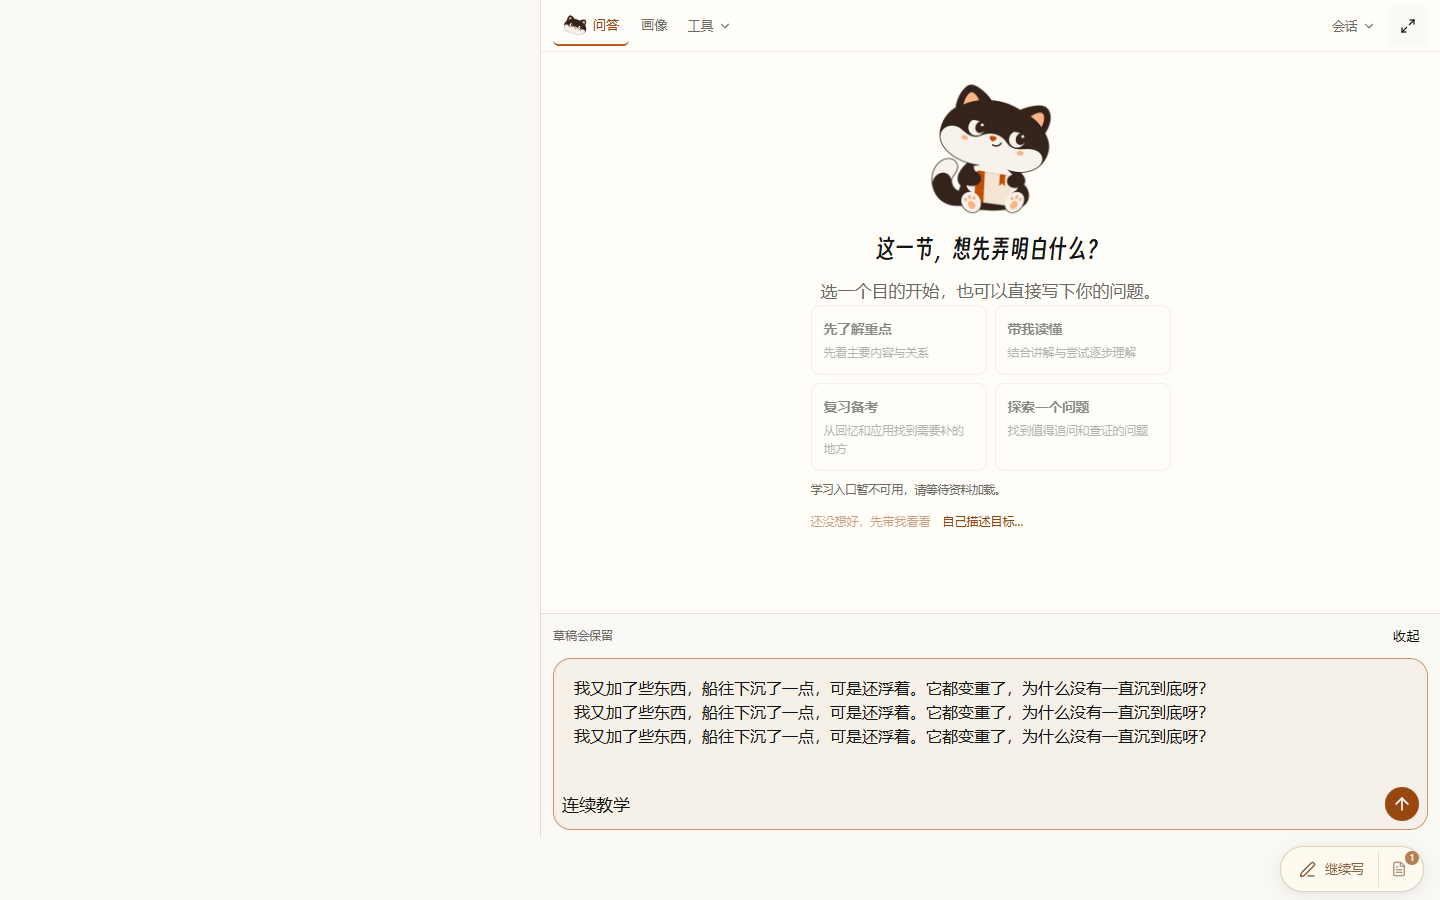 问答 画像 工具 会话
这一节，想先弄明白什么？
选一个目的开始，也可以直接写下你的问题。
先了解重点
先看主要内容与关系
带我读懂
结合讲解与尝试逐步理解
复习备考
从回忆和应用找到需要补的
地方
探索一个问题
找到值得追问和查证的问题
学习入口暂不可用，请等待资料加载。
还没想好，先带我看看 自己描述目标...
草稿会保留 收起
我又加了些东西，船往下沉了一点，可是还浮着。它都变重了，为什么没有一直沉到底呀？
我又加了些东西，船往下沉了一点，可是还浮着。它都变重了，为什么没有一直沉到底呀？
我又加了些东西，船往下沉了一点，可是还浮着。它都变重了，为什么没有一直沉到底呀？
连续教学
继续写 1